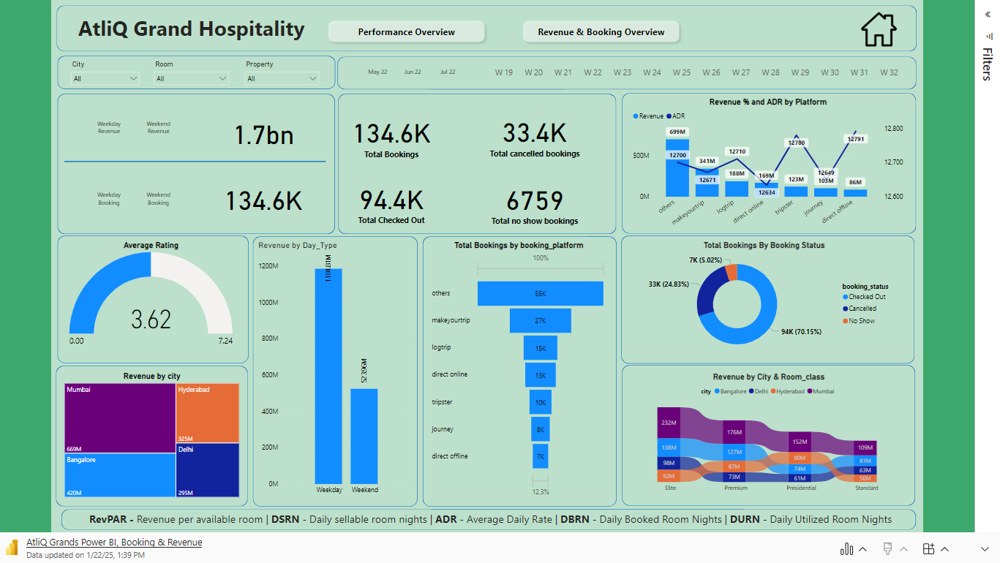 AtliQ Grand Hospitality
Performance Overview
Revenue & Booking Overview
Filters
City
All
Room
All
Property
All
May 22 Jun 22 Jul 22
W 19 W 20 W 21 W 22 W 23 W 24 W 25 W 26 W 27 W 28 W 29 W 30 W 31 W 32
Weekday Revenue
Weekend Revenue
1.7bn
Weekday Booking
Weekend Booking
134.6K
134.6K
Total Bookings
33.4K
Total cancelled bookings
94.4K
Total Checked Out
6759
Total no show bookings
Revenue % and ADR by Platform
Revenue ADR
500M
0M
12,800
12,700
12,600
699M
341M
188M
169M
123M
103M
86M
12700
12671
12710
12634
12780
12649
12791
others
makeyourtrip
logtrip
direct online
tripster
journey
direct offline
Average Rating
3.62
0.00
7.24
Revenue by Day_Type
1200M
1000M
800M
600M
400M
200M
0M
1184.81M
523.96M
Weekday
Weekend
Total Bookings by booking_platform
100%
others 55K
makeyourtrip 27K
logtrip 15K
direct online 13K
tripster 10K
journey 8K
direct offline 7K
12.3%
Total Bookings By Booking Status
7K (5.02%)
33K (24.83%)
94K (70.15%)
booking_status
Checked Out
Cancelled
No Show
Revenue by city
Mumbai
669M
Hyderabad
325M
Bangalore
420M
Delhi
295M
Revenue by City & Room_class
city Bangalore Delhi Hyderabad Mumbai
232M
138M
98M
92M
Elite
176M
127M
87M
73M
Premium
152M
90M
74M
61M
Presidential
109M
81M
63M
56M
Standard
RevPAR - Revenue per available room | DSRN - Daily sellable room nights | ADR - Average Daily Rate | DBRN - Daily Booked Room Nights | DURN - Daily Utilized Room Nights
AtliQ Grands Power BI, Booking & Revenue
Data updated on 1/22/25, 1:39 PM